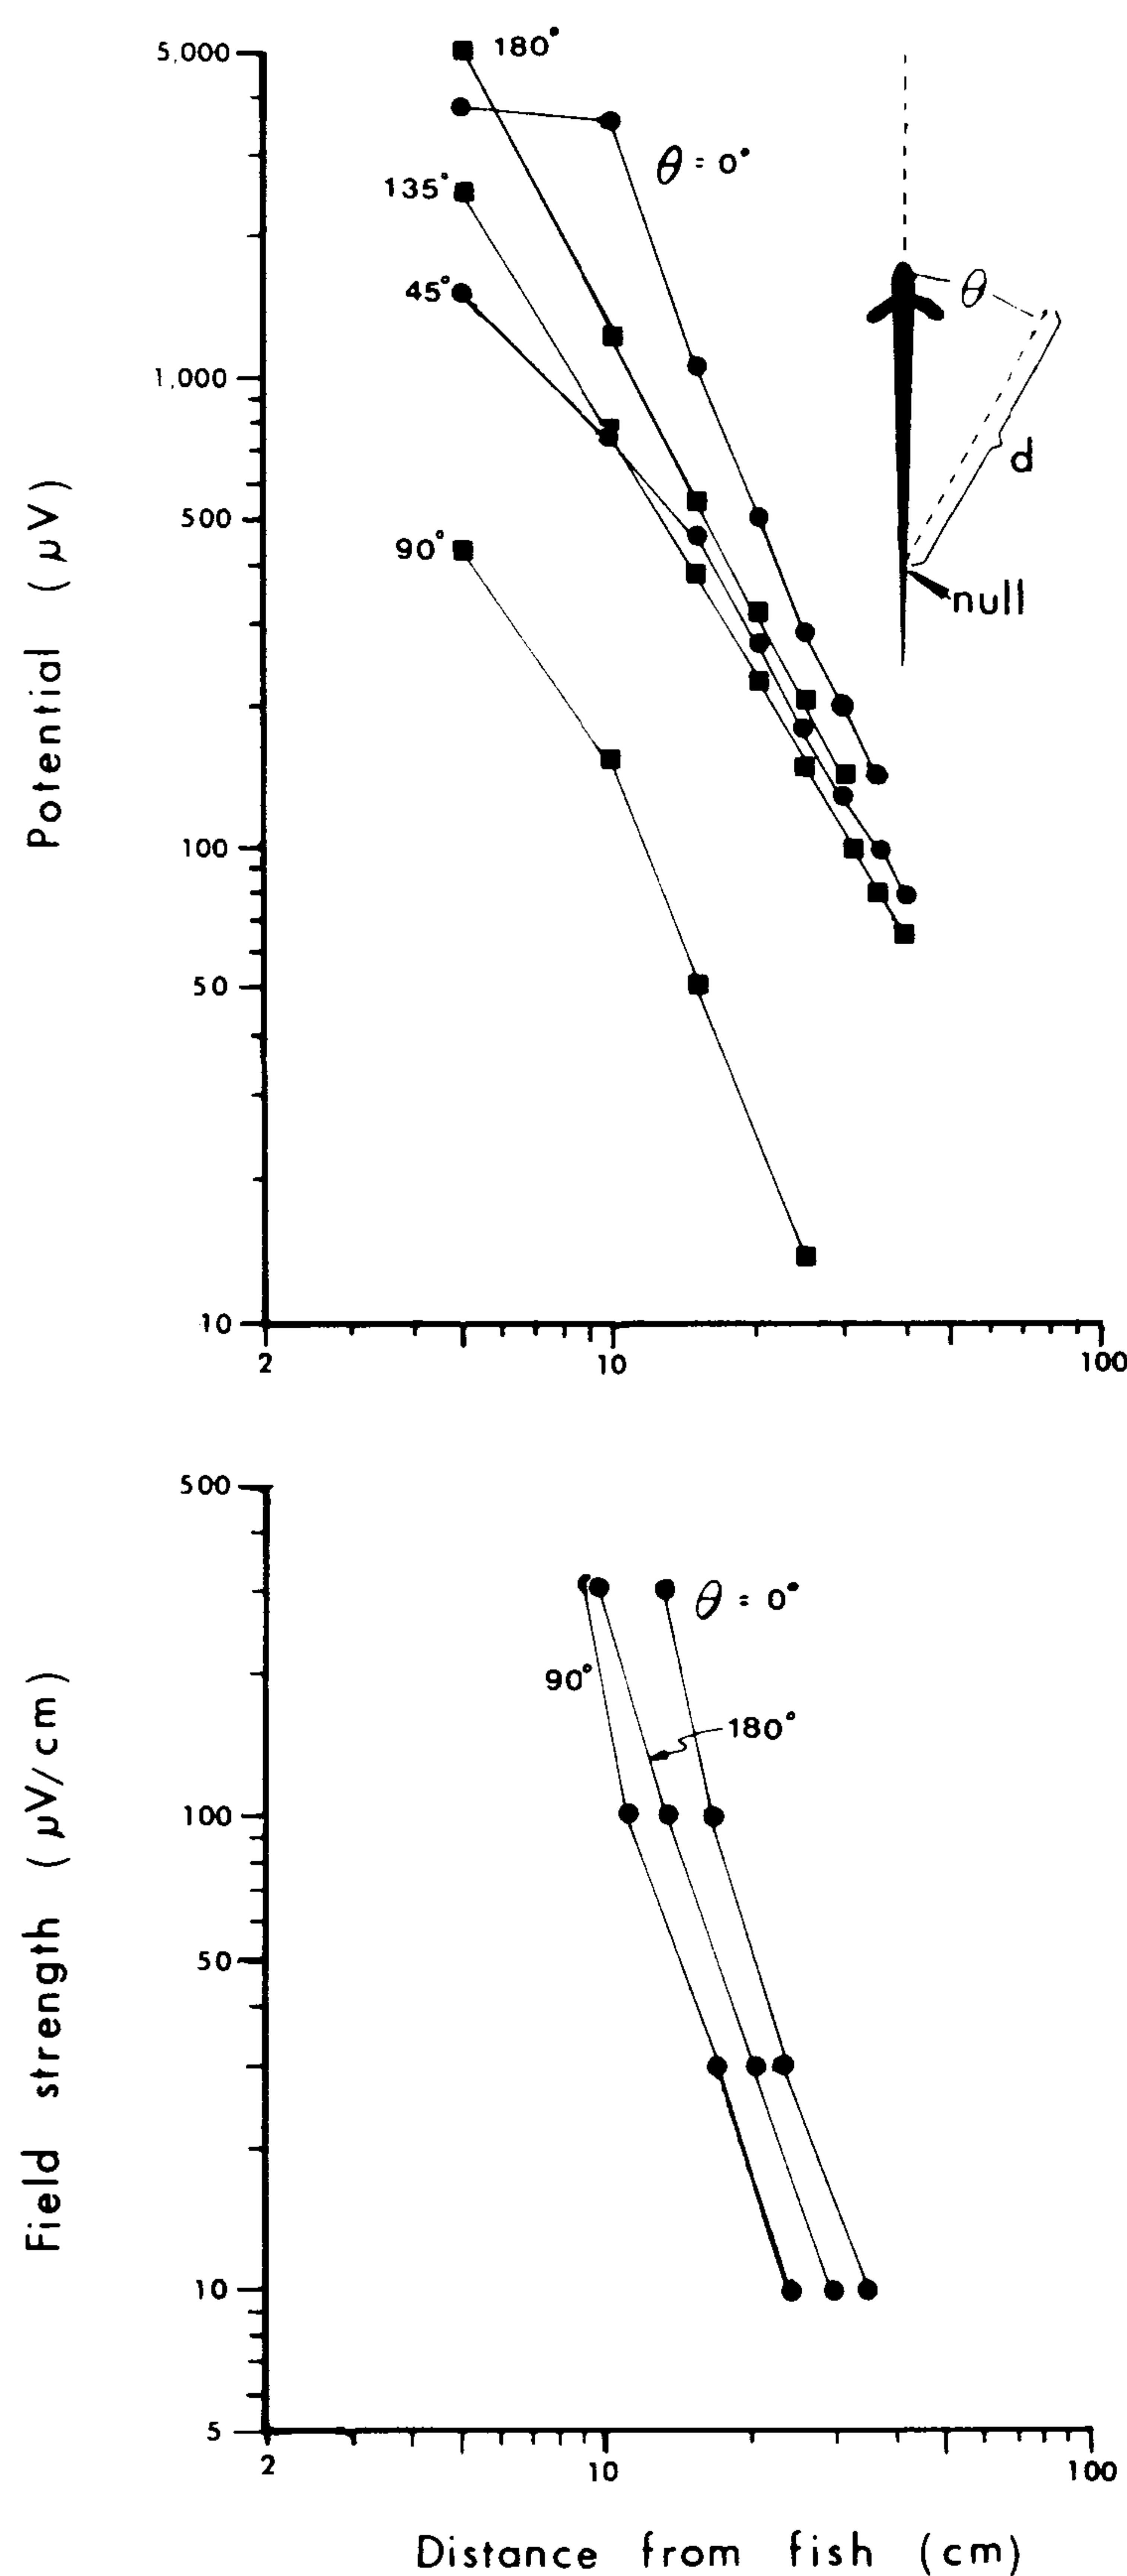 5,000
1,000
500
100
50
10
2
10
100
Potential (μV)
180°
θ = 0°
135°
45°
90°
θ
d
null
500
100
50
10
5
2
10
100
Field strength (μV/cm)
θ = 0°
90°
180°
Distance from fish (cm)